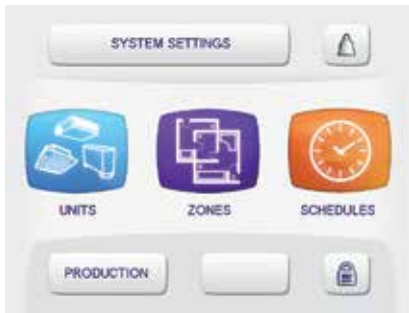 SYSTEM SETTINGS
UNITS
ZONES
SCHEDULES
PRODUCTION